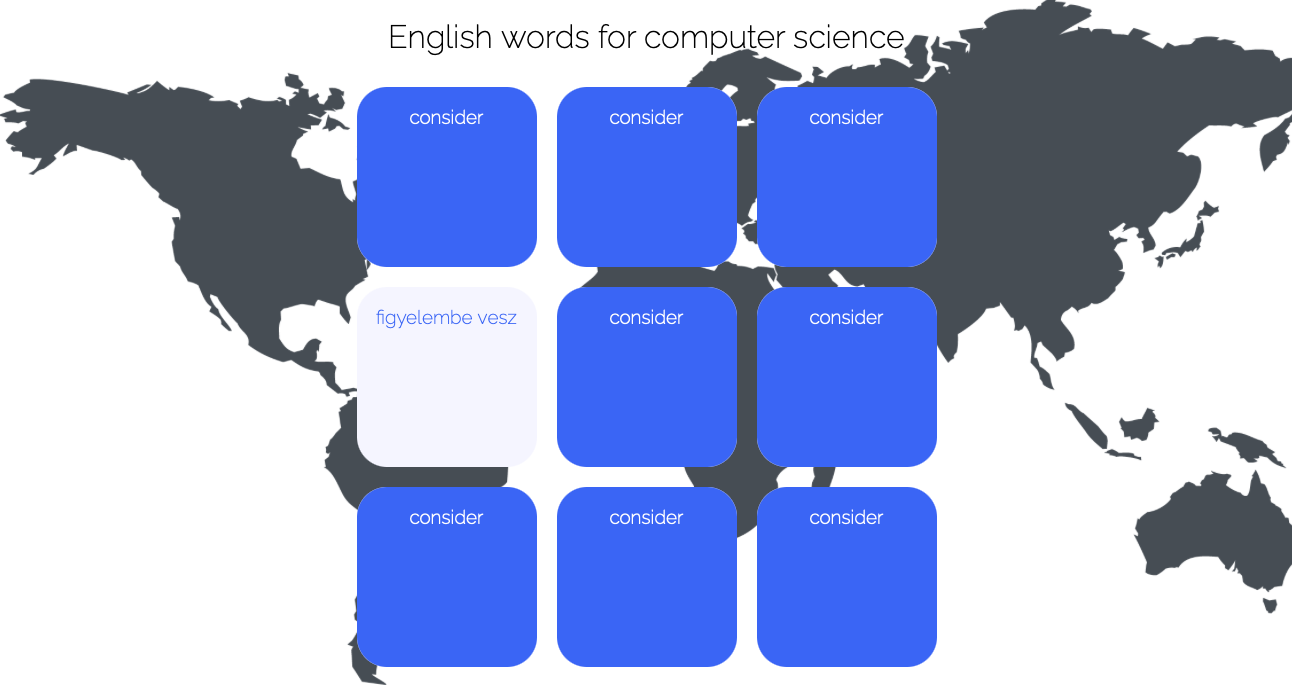 English words for computer science
consider
consider
consider
figyelembe vesz
consider
consider
consider
consider
consider